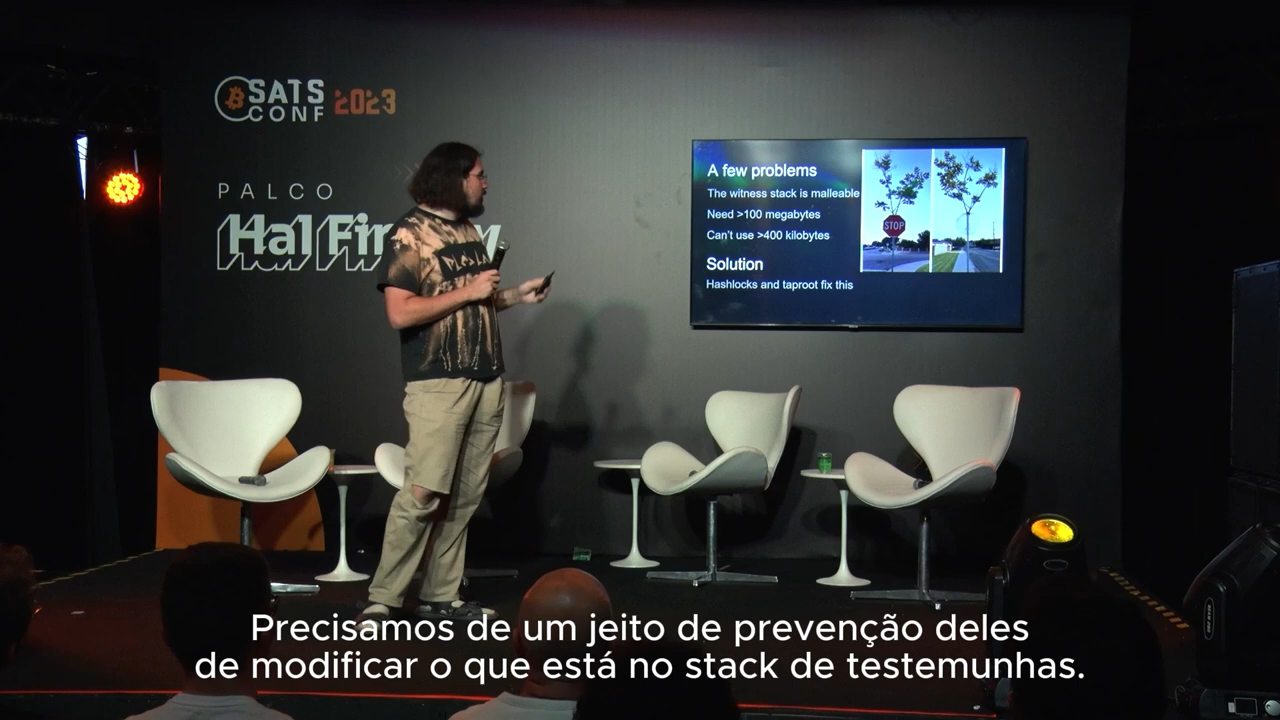 SATS
CONF 2023
PALCO
Hal
A few problems
The witness stack is malleable
Need >100 megabytes
Can't use >400 kilobytes
Solution
Hashlocks and taproot fix this
STOP
Precisamos de um jeito de prevenção deles
de modificar o que está no stack de testemunhas.